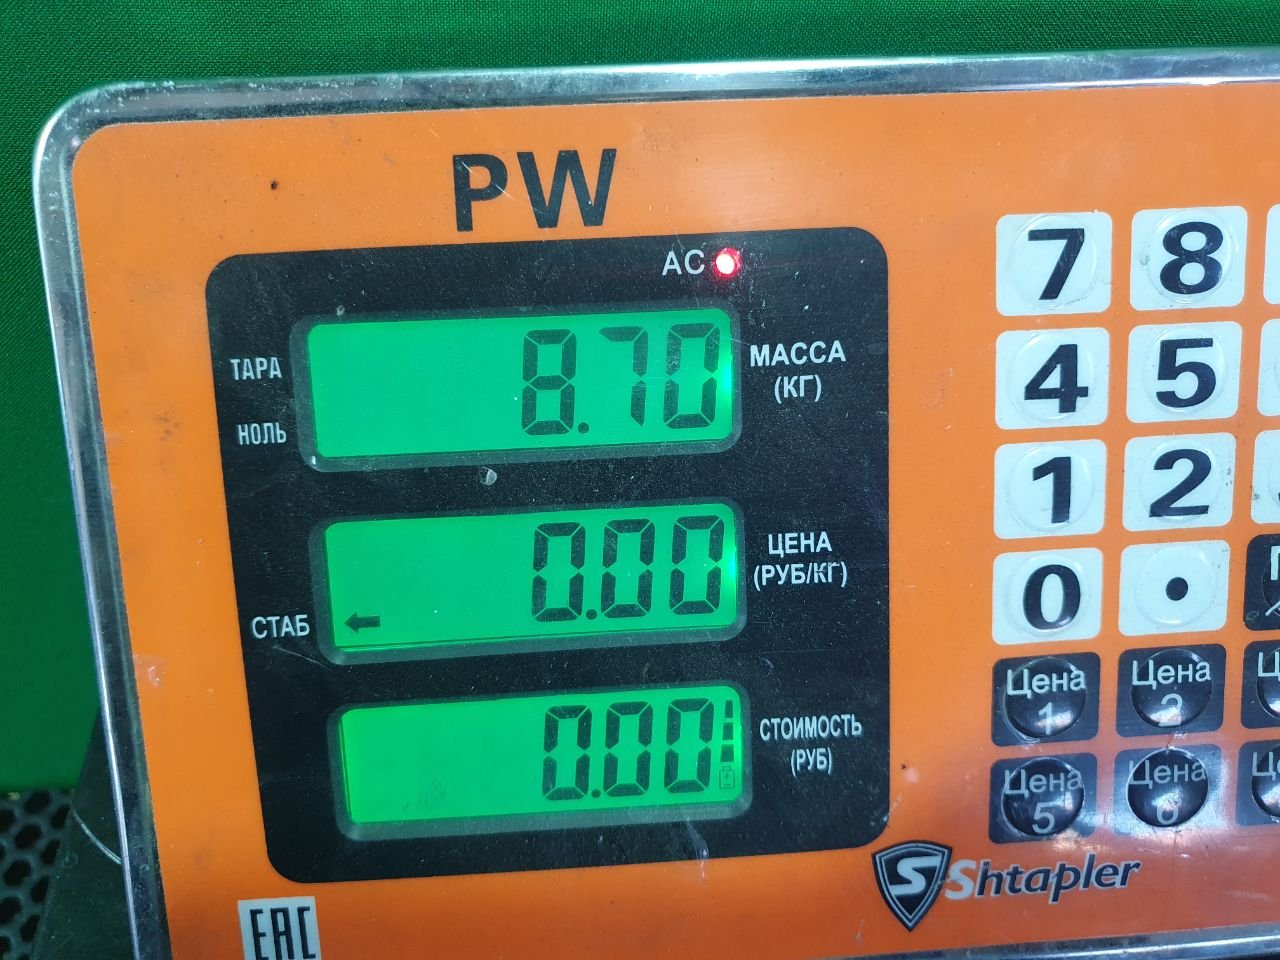 PW
AC
ТАРА
НОЛЬ
8.70
МАССА
(КГ)
0.00
ЦЕНА
(РУБ/КГ)
СТАБ
0.00
СТОИМОСТЬ
(РУБ)
7 8
4 5
1 2
0 .
Цена
1
Цена
2
Цена
5
Цена
6
S Shtapler
EAC